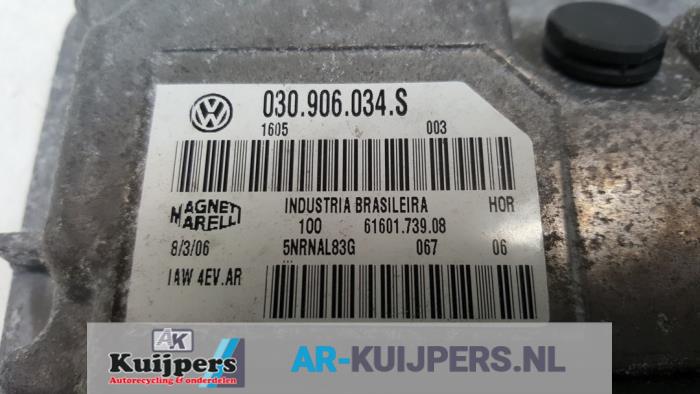 030.906.034.S
1605 003
INDUSTRIA BRASILEIRA HOR
MAGNETI MARELLI
100 61601.739.08
8/3/06 5NRNAL83G 067 06
IAW 4EV.AR
AK
Kuijpers
Autorecycling & onderdelen
AR-KUIJPERS.NL